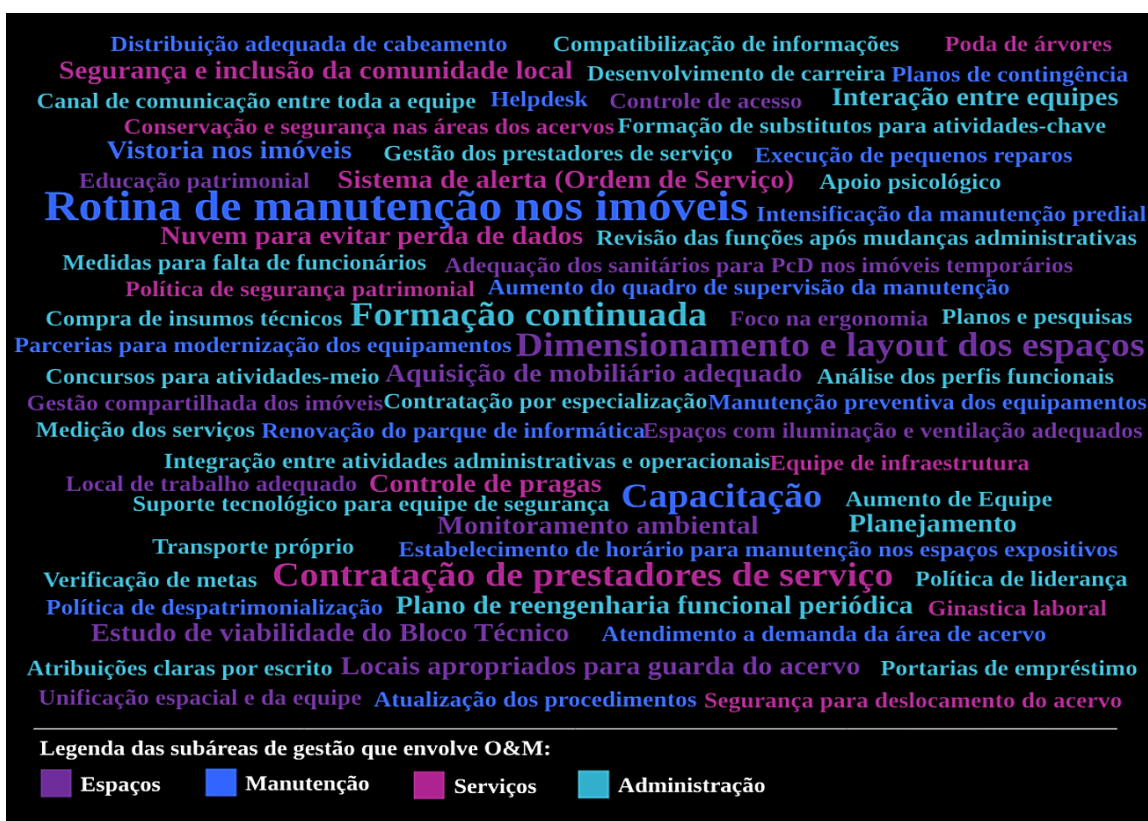 Distribuição adequada de cabeamento Compatibilização de informações Poda de árvores
Segurança e inclusão da comunidade local Desenvolvimento de carreira Planos de contingência
Canal de comunicação entre toda a equipe Helpdesk Controle de acesso Interação entre equipes
Conservação e segurança nas áreas dos acervos Formação de substitutos para atividades-chave
Vistoria nos imóveis Gestão dos prestadores de serviço Execução de pequenos reparos
Educação patrimonial Sistema de alerta (Ordem de Serviço) Apoio psicológico
Rotina de manutenção nos imóveis Intensificação da manutenção predial
Nuvem para evitar perda de dados Revisão das funções após mudanças administrativas
Medidas para falta de funcionários Adequação dos sanitários para PcD nos imóveis temporários
Política de segurança patrimonial Aumento do quadro de supervisão da manutenção
Compra de insumos técnicos Formação continuada Foco na ergonomia Planos e pesquisas
Parcerias para modernização dos equipamentos Dimensionamento e layout dos espaços
Concursos para atividades-meio Aquisição de mobiliário adequado Análise dos perfis funcionais
Gestão compartilhada dos imóveis Contratação por especialização Manutenção preventiva dos equipamentos
Medição dos serviços Renovação do parque de informática Espaços com iluminação e ventilação adequados
Integração entre atividades administrativas e operacionais Equipe de infraestrutura
Local de trabalho adequado Controle de pragas
Suporte tecnológico para equipe de segurança Capacitação Aumento de Equipe
Monitoramento ambiental Planejamento
Transporte próprio Estabelecimento de horário para manutenção nos espaços expositivos
Verificação de metas Contratação de prestadores de serviço Política de liderança
Política de despatrimonialização Plano de reengenharia funcional periódica Ginastica laboral
Estudo de viabilidade do Bloco Técnico Atendimento a demanda da área de acervo
Atribuições claras por escrito Locais apropriados para guarda do acervo Portarias de empréstimo
Unificação espacial e da equipe Atualização dos procedimentos Segurança para deslocamento do acervo
Legenda das subáreas de gestão que envolve O&M:
Espaços Manutenção Serviços Administração